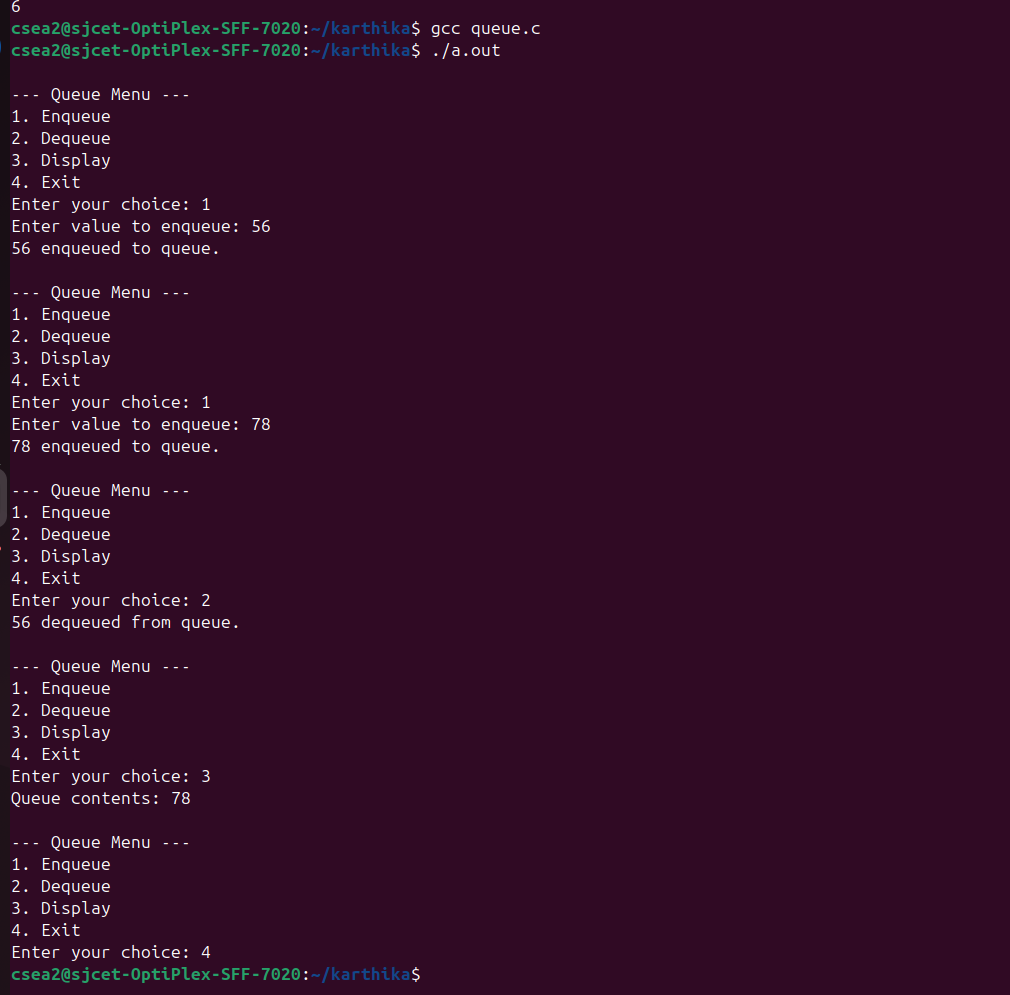 6
csea2@sjcet-OptiPlex-SFF-7020:~/karthika$ gcc queue.c
csea2@sjcet-OptiPlex-SFF-7020:~/karthika$ ./a.out
--- Queue Menu ---
1. Enqueue
2. Dequeue
3. Display
4. Exit
Enter your choice: 1
Enter value to enqueue: 56
56 enqueued to queue.
--- Queue Menu ---
1. Enqueue
2. Dequeue
3. Display
4. Exit
Enter your choice: 1
Enter value to enqueue: 78
78 enqueued to queue.
--- Queue Menu ---
1. Enqueue
2. Dequeue
3. Display
4. Exit
Enter your choice: 2
56 dequeued from queue.
--- Queue Menu ---
1. Enqueue
2. Dequeue
3. Display
4. Exit
Enter your choice: 3
Queue contents: 78
--- Queue Menu ---
1. Enqueue
2. Dequeue
3. Display
4. Exit
Enter your choice: 4
csea2@sjcet-OptiPlex-SFF-7020:~/karthika$